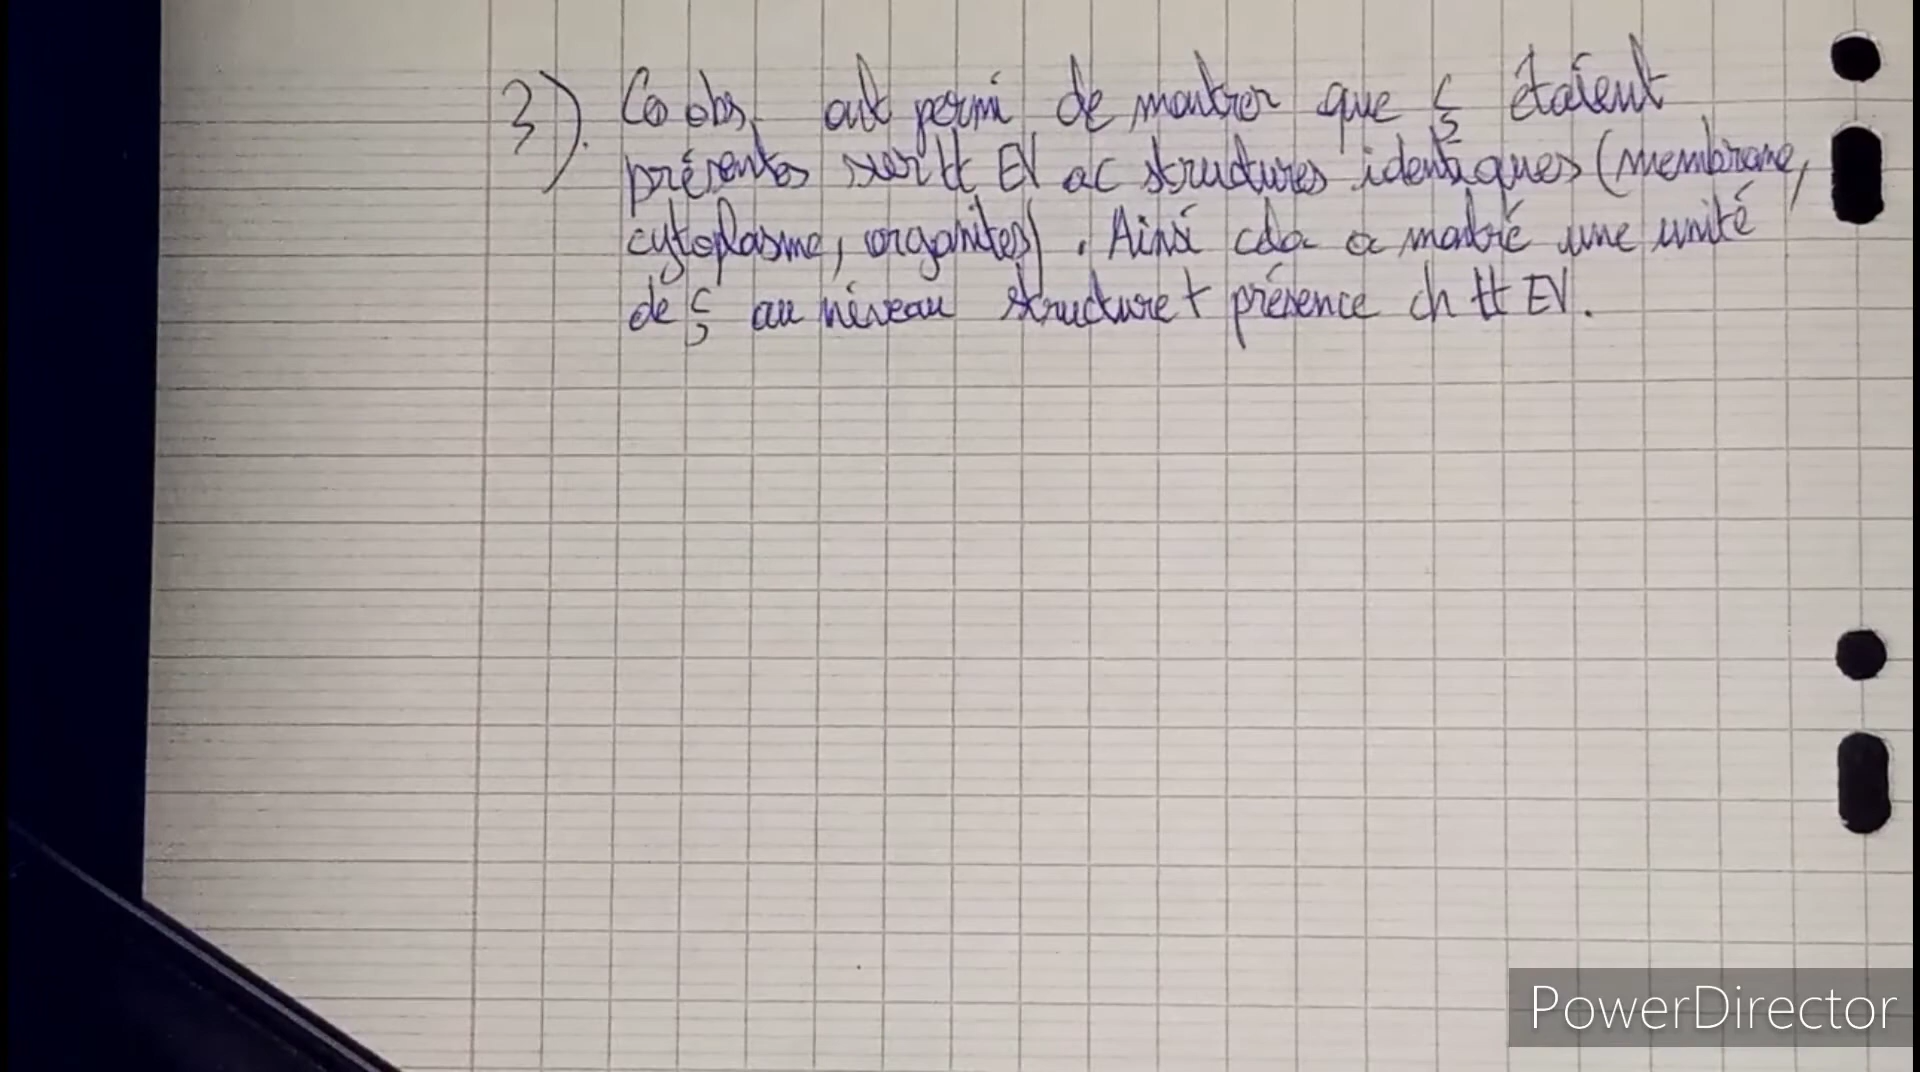 3). Ces obs. ont permi de montrer que ς étaient
présentes sur tt EV ac structures identiques (membrane,
cytoplasme, organites). Ainsi cela a montré une unité
de ς au niveau structure + présence ch tt EV.
PowerDirector